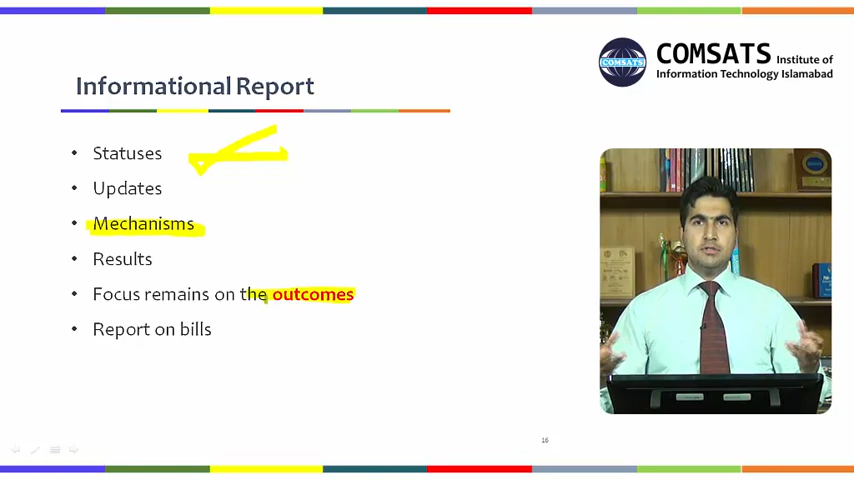 Informational Report
• Statuses
• Updates
• Mechanisms
• Results
• Focus remains on the outcomes
• Report on bills
COMSATS
COMSATS Institute of
Information Technology Islamabad
16